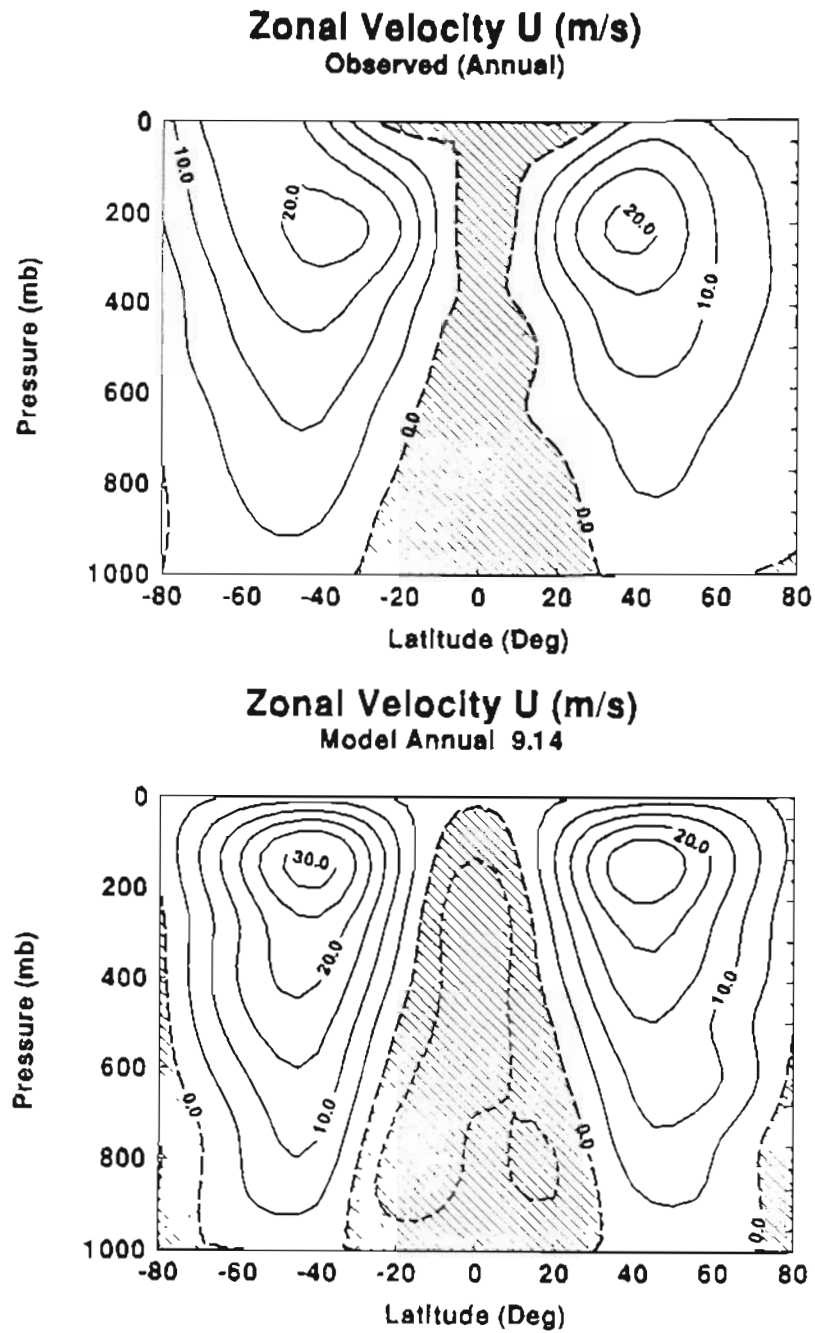 Zonal Velocity U (m/s)
Observed (Annual)
0
200
400
600
800
1000
Pressure (mb)
10.0
20.0
20.0
10.0
0.0
0.0
-80 -60 -40 -20 0 20 40 60 80
Latitude (Deg)
Zonal Velocity U (m/s)
Model Annual 9.14
0
200
400
600
800
1000
Pressure (mb)
30.0
20.0
20.0
10.0
0.0
10.0
0.0
0.0
-80 -60 -40 -20 0 20 40 60 80
Latitude (Deg)